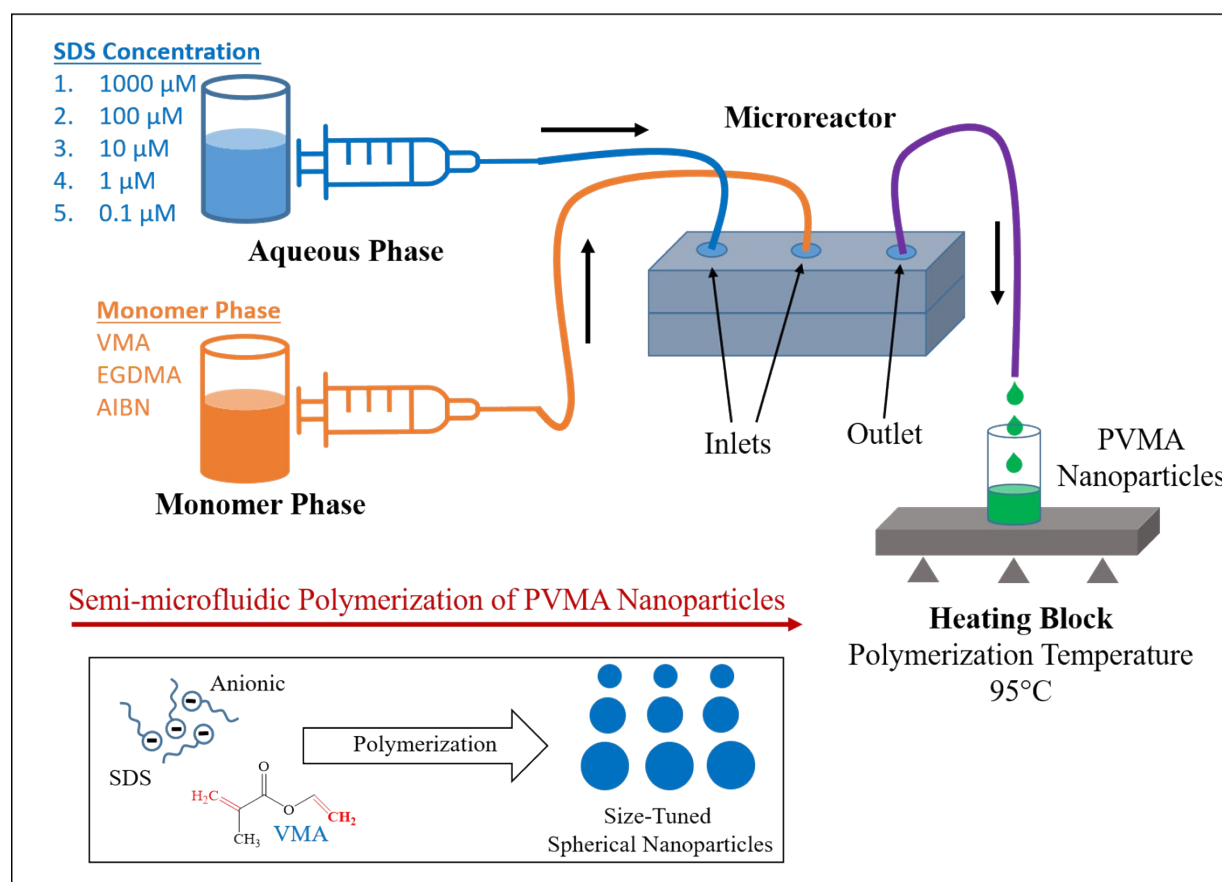 SDS Concentration
1. 1000 µM
2. 100 µM
3. 10 µM
4. 1 µM
5. 0.1 µM
Aqueous Phase
Microreactor
Monomer Phase
VMA
EGDMA
AIBN
Monomer Phase
Inlets
Outlet
PVMA
Nanoparticles
Heating Block
Polymerization Temperature
95°C
Semi-microfluidic Polymerization of PVMA Nanoparticles
Anionic
SDS
Polymerization
H₂C
O
O
CH₃
CH₂
VMA
Size-Tuned
Spherical Nanoparticles